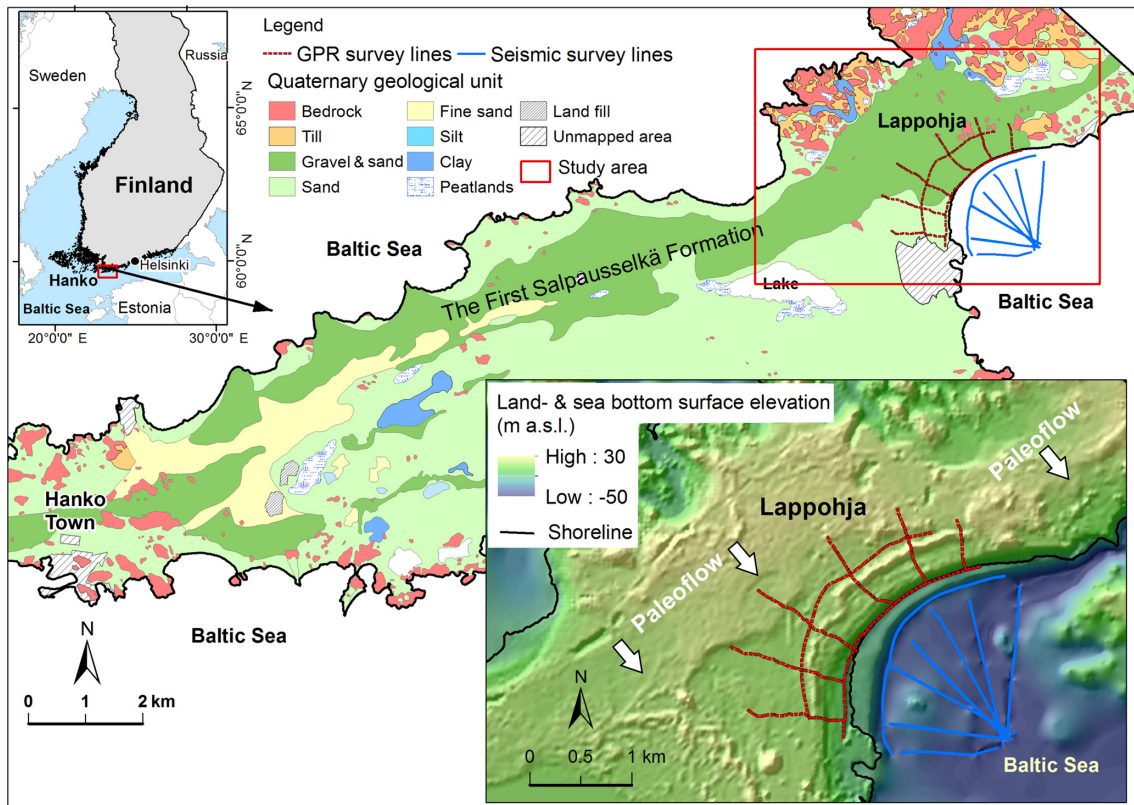 Sweden
Russia
Finland
Helsinki
Hanko
Baltic Sea
Estonia
65°0'0" N
60°0'0" N
20°0'0" E
30°0'0" E
Legend
GPR survey lines
Seismic survey lines
Quaternary geological unit
Bedrock
Fine sand
Land fill
Till
Silt
Unmapped area
Gravel & sand
Clay
Study area
Sand
Peatlands
Lappohja
Baltic Sea
The First Salpausselkä Formation
Lake
Baltic Sea
Hanko
Town
Baltic Sea
N
0 1 2 km
Land- & sea bottom surface elevation
(m a.s.l.)
High : 30
Low : -50
Shoreline
Paleoflow
Lappohja
Paleoflow
N
0 0.5 1 km
Baltic Sea